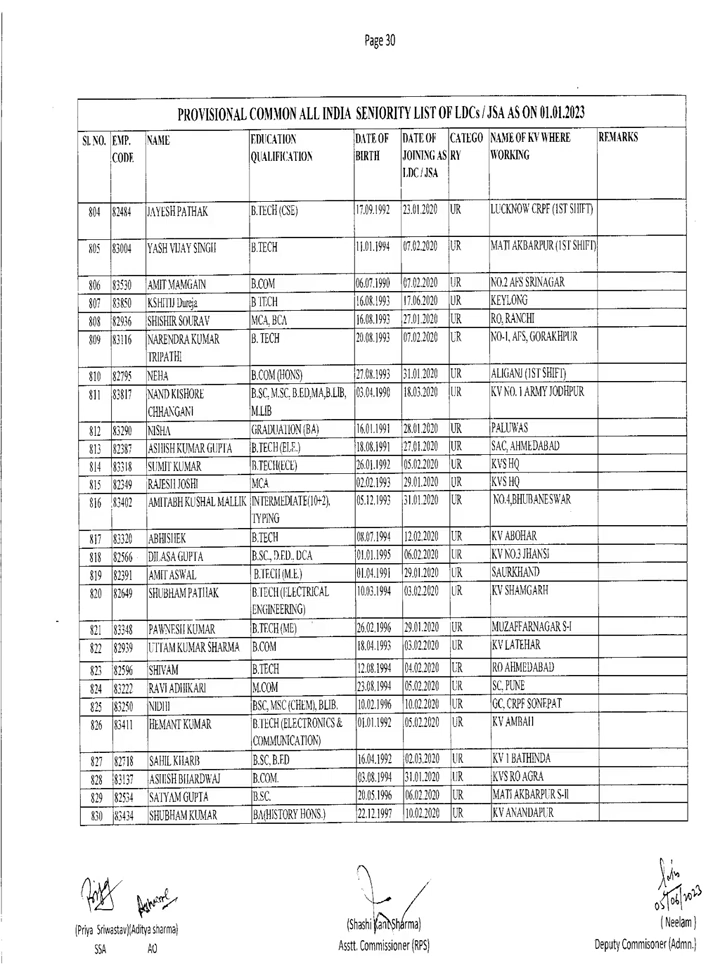 Page 30
PROVISIONAL COMMON ALL INDIA SENIORITY LIST OF LDCs / JSA AS ON 01.01.2023
SL NO. EMP. CODE NAME EDUCATION QUALIFICATION DATE OF BIRTH DATE OF JOINING AS LDC / JSA CATEGO RY NAME OF KV WHERE WORKING REMARKS
804 82484 JAYESH PATHAK B.TECH (CSE) 17.09.1992 23.01.2020 UR LUCKNOW CRPF (1ST SHIFT)
805 83004 YASH VIJAY SINGH B.TECH 11.01.1994 07.02.2020 UR MATI AKBARPUR (1ST SHIFT)
806 83530 AMIT MAMGAIN B.COM 06.07.1990 07.02.2020 UR NO.2 AFS SRINAGAR
807 83850 KSHITIJ Dureja B TECH 16.08.1993 17.06.2020 UR KEYLONG
808 82936 SHISHIR SOURAV MCA, BCA 16.08.1993 27.01.2020 UR RO, RANCHI
809 83116 NARENDRA KUMAR TRIPATHI B. TECH 20.08.1993 07.02.2020 UR NO-1, AFS, GORAKHPUR
810 82795 NEHA B.COM (HONS) 27.08.1993 31.01.2020 UR ALIGANJ (1ST SHIFT)
811 83817 NAND KISHORE CHHANGANI B.SC, M.SC, B.ED,MA,B.LIB, M.LIB 03.04.1990 18.03.2020 UR KV NO. 1 ARMY JODHPUR
812 83290 NISHA GRADUATION (BA) 16.01.1991 28.01.2020 UR PALUWAS
813 82387 ASHISH KUMAR GUPTA B.TECH (ELE.) 18.08.1991 27.01.2020 UR SAC, AHMEDABAD
814 83318 SUMIT KUMAR B.TECH(ECE) 26.01.1992 05.02.2020 UR KVS HQ
815 82349 RAJESH JOSHI MCA 02.02.1993 29.01.2020 UR KVS HQ
816 83402 AMITABH KUSHAL MALLIK INTERMEDIATE(10+2), TYPING 05.12.1993 31.01.2020 UR NO.4,BHUBANESWAR
817 83320 ABHISHEK B.TECH 08.07.1994 12.02.2020 UR KV ABOHAR
818 82566 DILASA GUPTA B.SC., D.ED., DCA 01.01.1995 06.02.2020 UR KV NO.3 JHANSI
819 82391 AMIT ASWAL B.TECH (M.E.) 01.04.1991 29.01.2020 UR SAURKHAND
820 82649 SHUBHAM PATHAK B.TECH (ELECTRICAL ENGINEERING) 10.03.1994 03.02.2020 UR KV SHAMGARH
821 83348 PAWNESH KUMAR B.TECH (ME) 26.02.1996 29.01.2020 UR MUZAFFARNAGAR S-I
822 82939 UTTAM KUMAR SHARMA B.COM 18.04.1993 03.02.2020 UR KV LATEHAR
823 82596 SHIVAM B.TECH 12.08.1994 04.02.2020 UR RO AHMEDABAD
824 83222 RAVI ADHIKARI M.COM 23.08.1994 05.02.2020 UR SC, PUNE
825 83250 NIDHI BSC, MSC (CHEM), BLIB. 10.02.1996 10.02.2020 UR GC, CRPF SONEPAT
826 83411 HEMANT KUMAR B.TECH (ELECTRONICS & COMMUNICATION) 01.01.1992 05.02.2020 UR KV AMBAH
827 82718 SAHIL KHARB B.SC, B.ED 16.04.1992 02.03.2020 UR KV 1 BATHINDA
828 83137 ASHISH BHARDWAJ B.COM. 03.08.1994 31.01.2020 UR KVS RO AGRA
829 82534 SATYAM GUPTA B.SC. 20.05.1996 06.02.2020 UR MATI AKBARPUR S-II
830 83434 SHUBHAM KUMAR BA(HISTORY HONS.) 22.12.1997 10.02.2020 UR KV ANANDAPUR
05/06/2023
(Priya Sriwastav)(Aditya sharma) (Shashi Kant Sharma) ( Neelam )
SSA AO Asstt. Commissioner (RPS) Deputy Commisoner (Admn.)